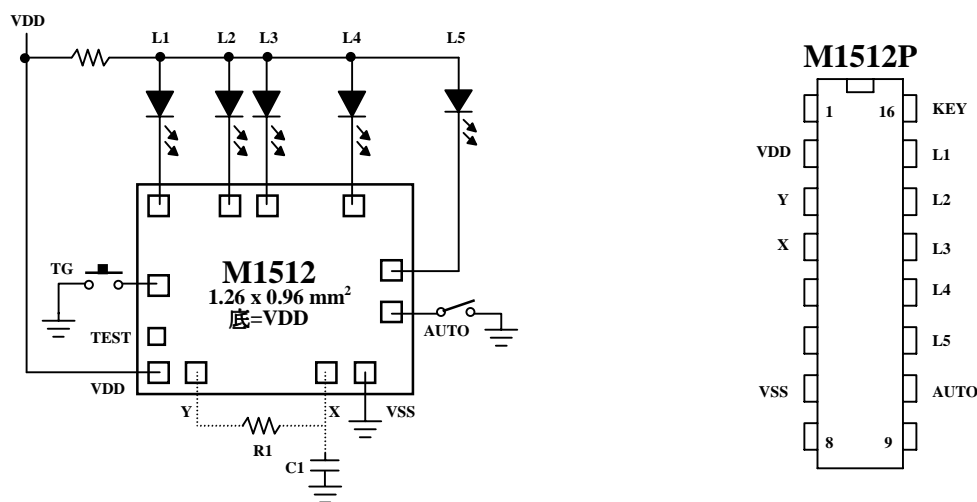 VDD
L1 L2 L3 L4 L5
M1512
1.26 x 0.96 mm²
底=VDD
TG
TEST
VDD
AUTO
Y X VSS
R1
C1
M1512P
1 16 KEY
VDD L1
Y L2
X L3
L4
L5
VSS AUTO
8 9